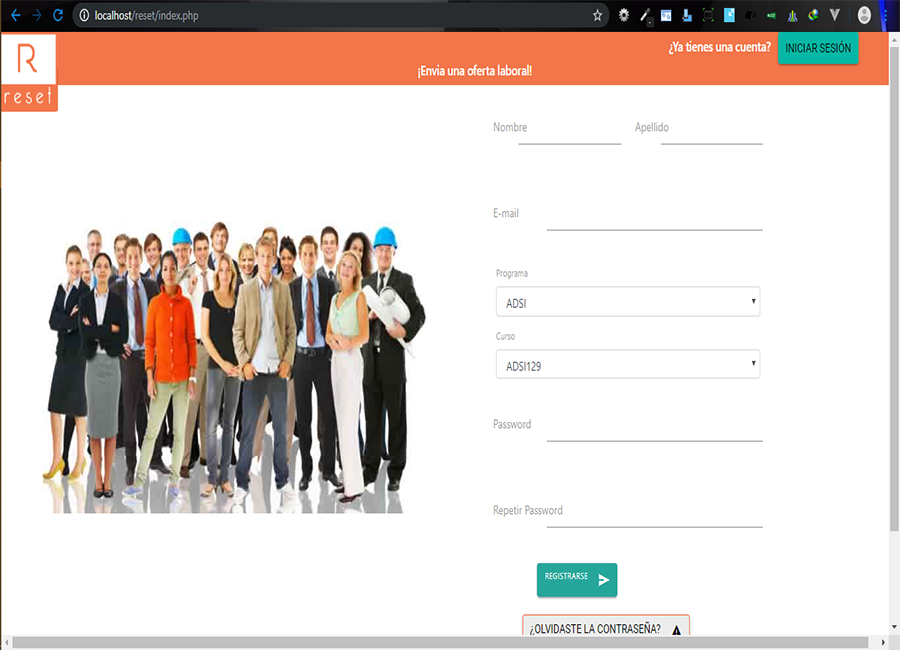 localhost/reset/index.php
R
reset
¿Ya tienes una cuenta?
INICIAR SESIÓN
¡Envia una oferta laboral!
Nombre
Apellido
E-mail
Programa
ADSI
Curso
ADSI129
Password
Repetir Password
REGISTRARSE
¿OLVIDASTE LA CONTRASEÑA?